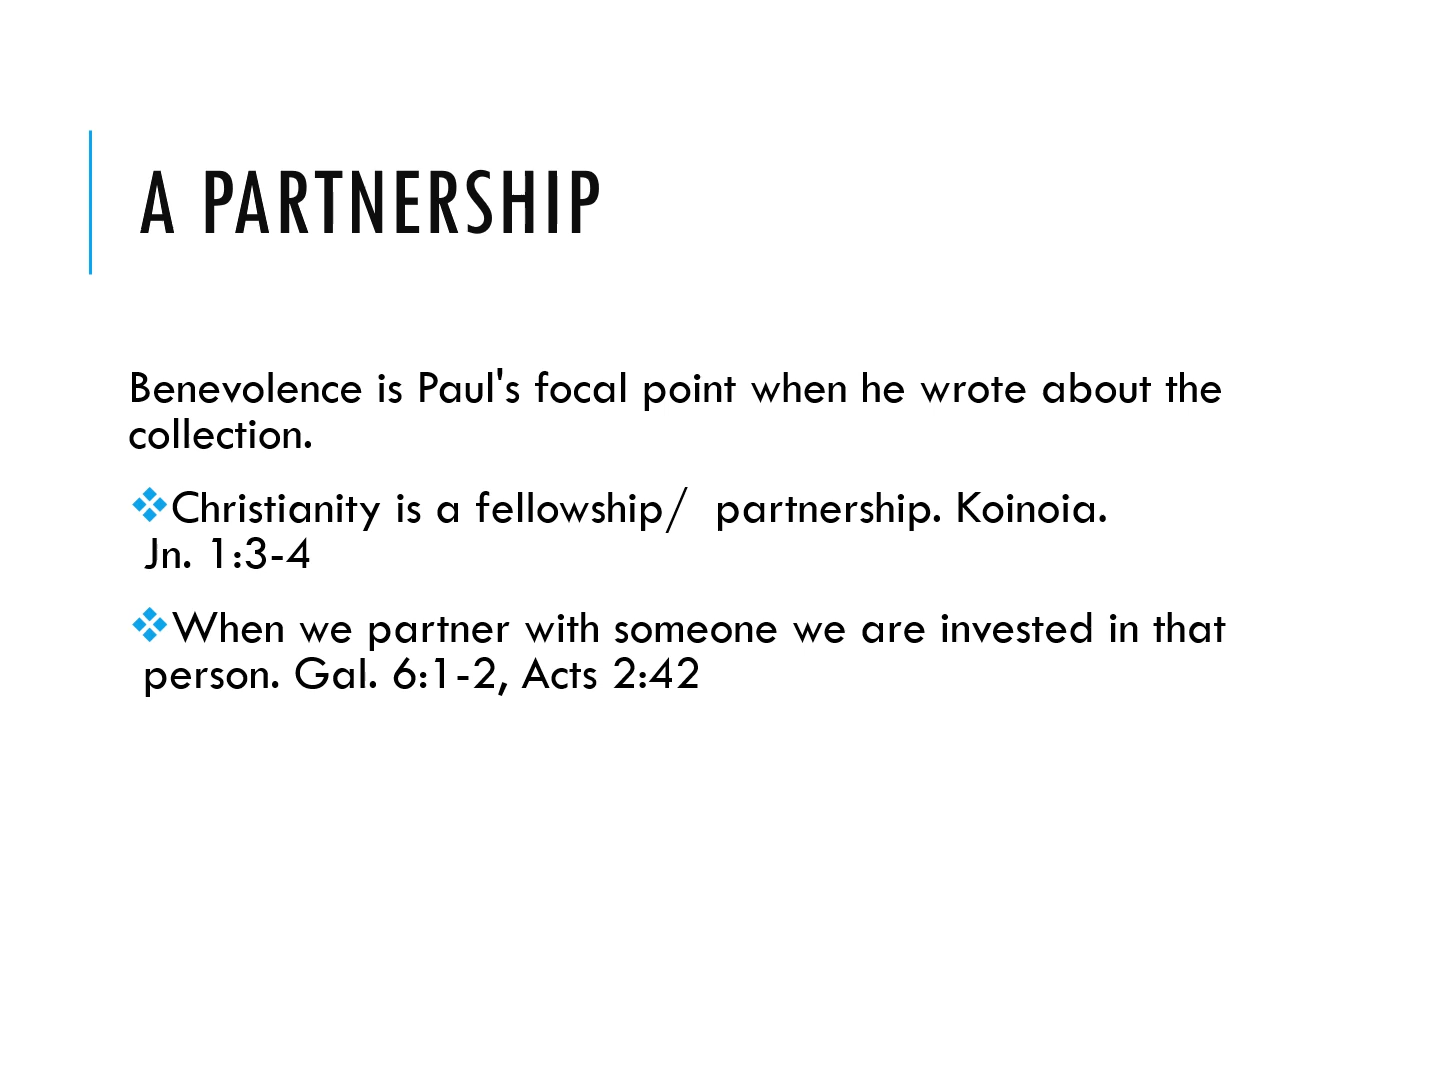 A PARTNERSHIP
Benevolence is Paul's focal point when he wrote about the
collection.
❖Christianity is a fellowship/  partnership. Koinoia.
Jn. 1:3-4
❖When we partner with someone we are invested in that
person. Gal. 6:1-2, Acts 2:42